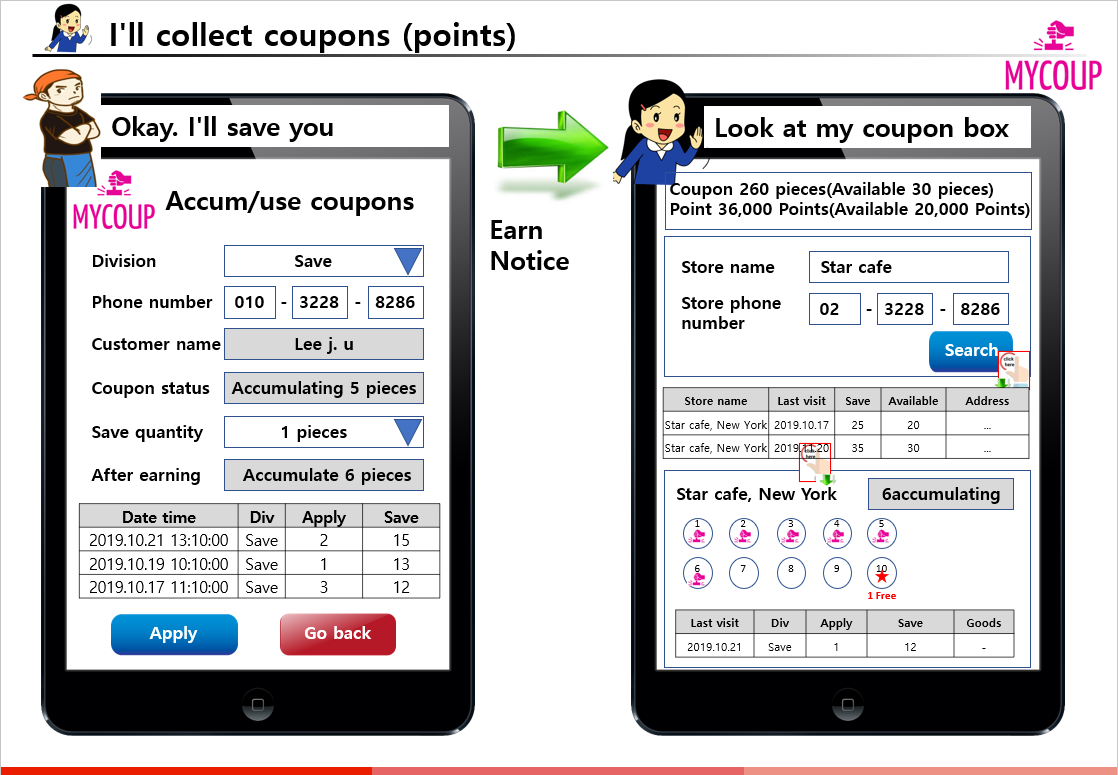 I'll collect coupons (points)
MYCOUP
Okay. I'll save you
MYCOUP
Accum/use coupons
Division Save
Phone number 010 - 3228 - 8286
Customer name Lee j. u
Coupon status Accumulating 5 pieces
Save quantity 1 pieces
After earning Accumulate 6 pieces
Date time Div Apply Save
2019.10.21 13:10:00 Save 2 15
2019.10.19 10:10:00 Save 1 13
2019.10.17 11:10:00 Save 3 12
Apply Go back
Earn
Notice
Look at my coupon box
Coupon 260 pieces(Available 30 pieces)
Point 36,000 Points(Available 20,000 Points)
Store name Star cafe
Store phone
number 02 - 3228 - 8286
Search
click
here
Store name Last visit Save Available Address
Star cafe, New York 2019.10.17 25 20 ...
Star cafe, New York 2019.11.20 35 30 ...
click
here
Star cafe, New York 6accumulating
1 2 3 4 5
6 7 8 9 10
1 Free
Last visit Div Apply Save Goods
2019.10.21 Save 1 12 -